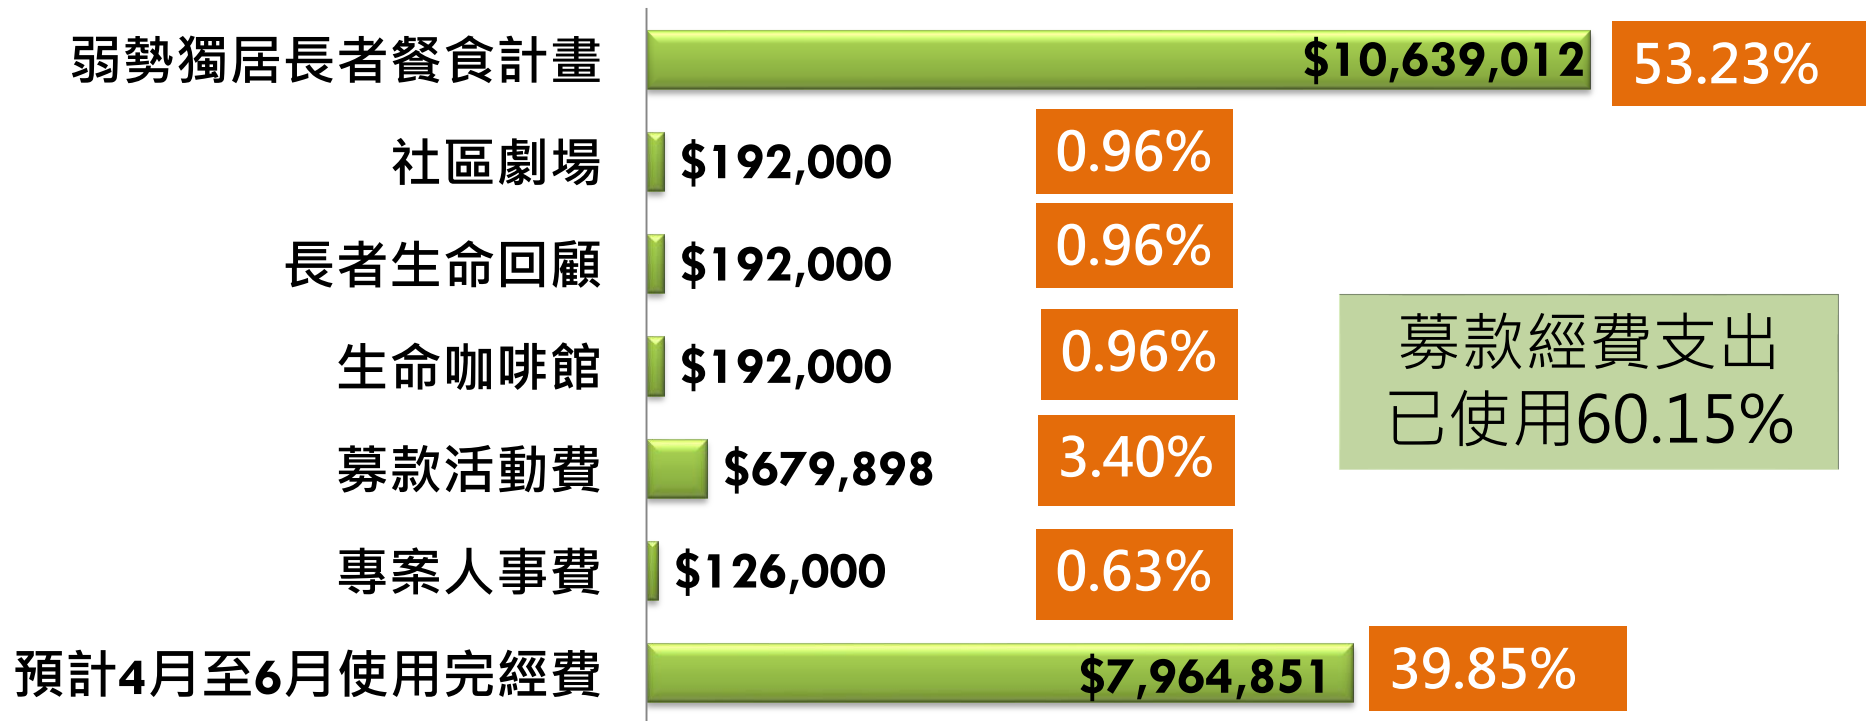 弱勢獨居長者餐食計畫 $10,639,012 53.23%
社區劇場 $192,000 0.96%
長者生命回顧 $192,000 0.96%
生命咖啡館 $192,000 0.96%
募款活動費 $679,898 3.40%
專案人事費 $126,000 0.63%
預計4月至6月使用完經費 $7,964,851 39.85%
募款經費支出
已使用60.15%